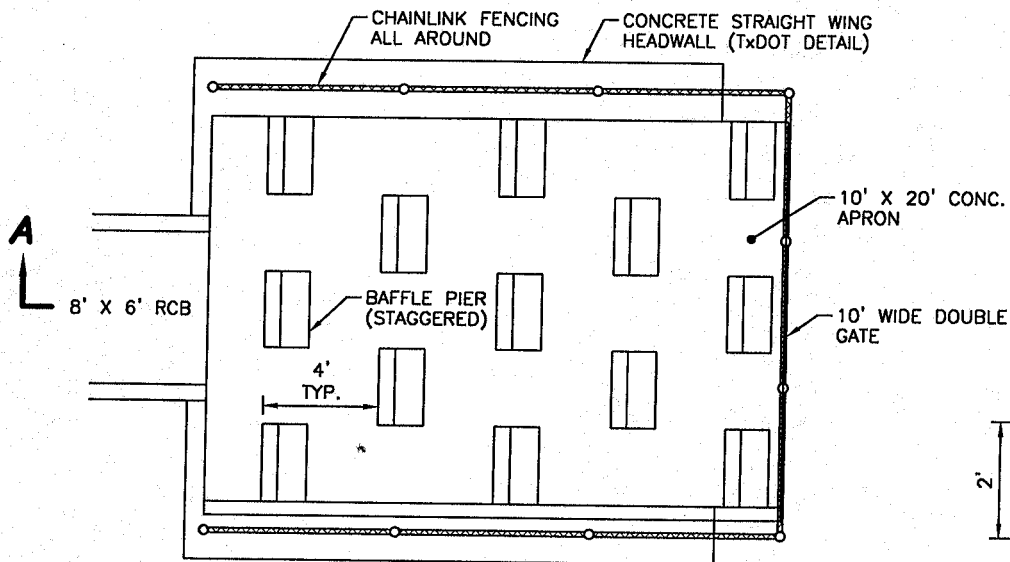 CHAINLINK FENCING
ALL AROUND
CONCRETE STRAIGHT WING
HEADWALL (TxDOT DETAIL)
10' X 20' CONC.
APRON
A
8' X 6' RCB
BAFFLE PIER
(STAGGERED)
10' WIDE DOUBLE
GATE
4'
TYP.
2'